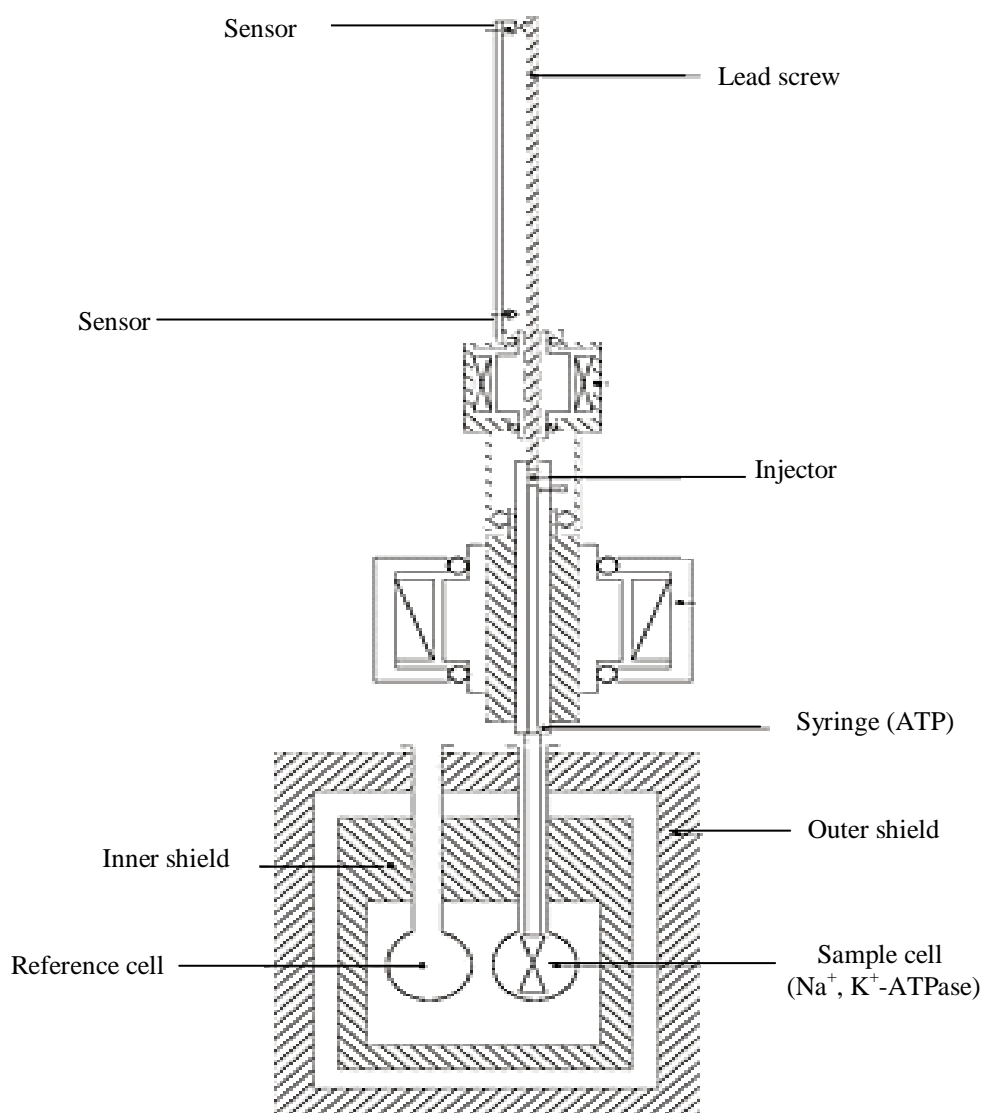 Sensor
Lead screw
Sensor
Injector
Syringe (ATP)
Outer shield
Inner shield
Reference cell
Sample cell
(Na⁺, K⁺-ATPase)